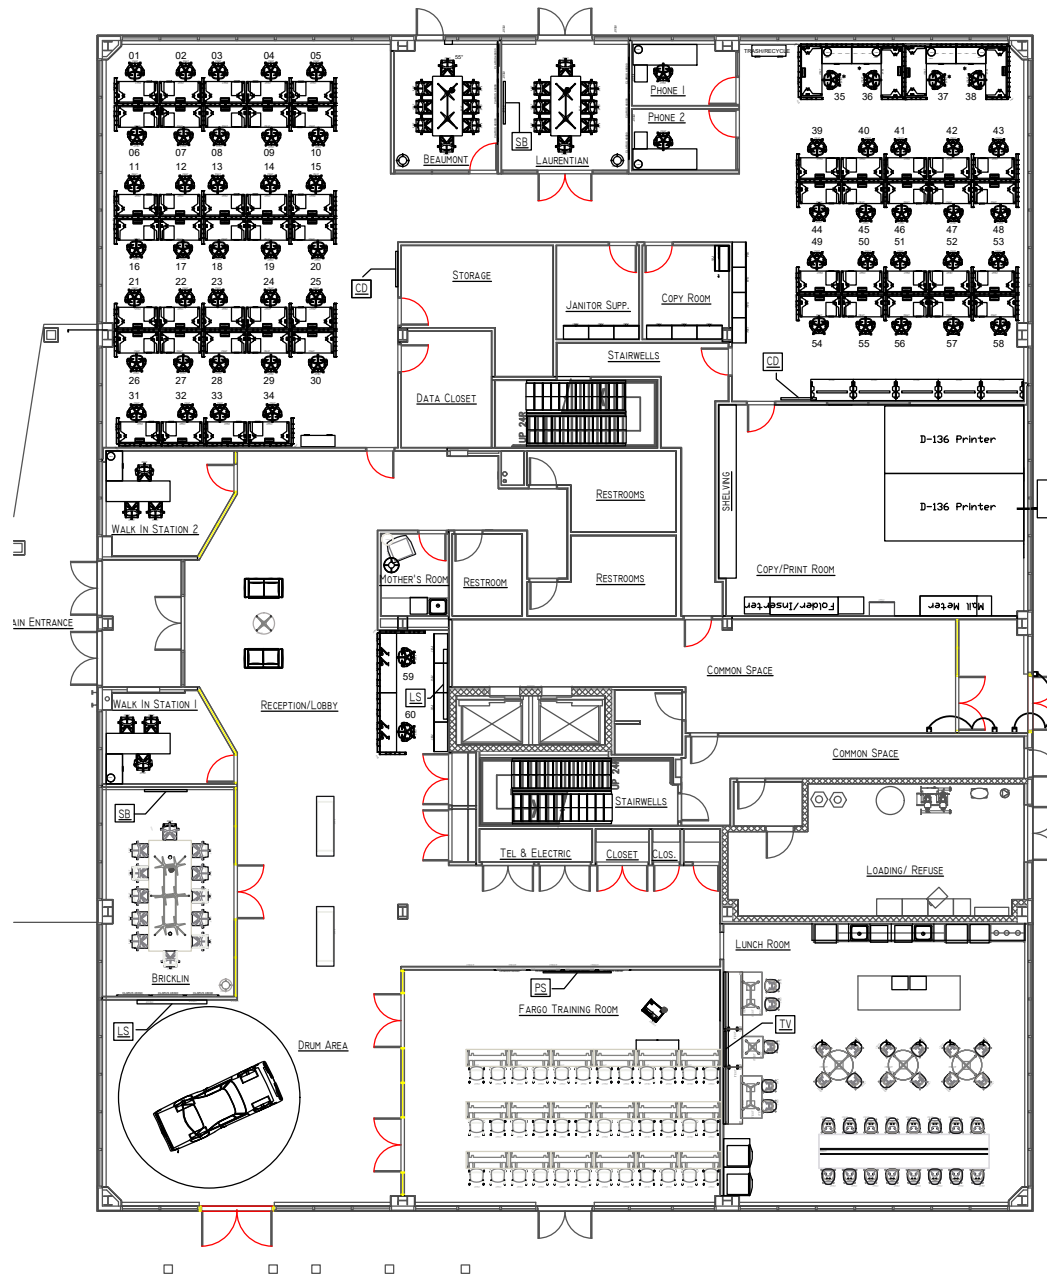 01 02 03 04 05
TRASH/RECYCLE
55"
PHONE 1
35 36 37 38
PHONE 2
39 40 41 42 43
SB
06 07 08 09 10
BEAUMONT
LAURENTIAN
11 12 13 14 15
44 45 46 47 48
49 50 51 52 53
16 17 18 19 20
STORAGE
21 22 23 24 25
CD
JANITOR SUPP.
COPY ROOM
54 55 56 57 58
STAIRWELLS
CD
26 27 28 29 30
31 32 33 34
DATA CLOSET
UP 24R
D-136 Printer
SHELVING
RESTROOMS
D-136 Printer
WALK IN STATION 2
COPY/PRINT ROOM
MOTHER'S ROOM
RESTROOM
RESTROOMS
Folder/Inserter
Mail Meter
AIN ENTRANCE
59
COMMON SPACE
LS
WALK IN STATION 1
RECEPTION/LOBBY
60
COMMON SPACE
UP 24R
STAIRWELLS
SB
TEL & ELECTRIC
CLOSET
CLOS.
LOADING/ REFUSE
LUNCH ROOM
BRICKLIN
PS
FARGO TRAINING ROOM
LS
TV
DRUM AREA